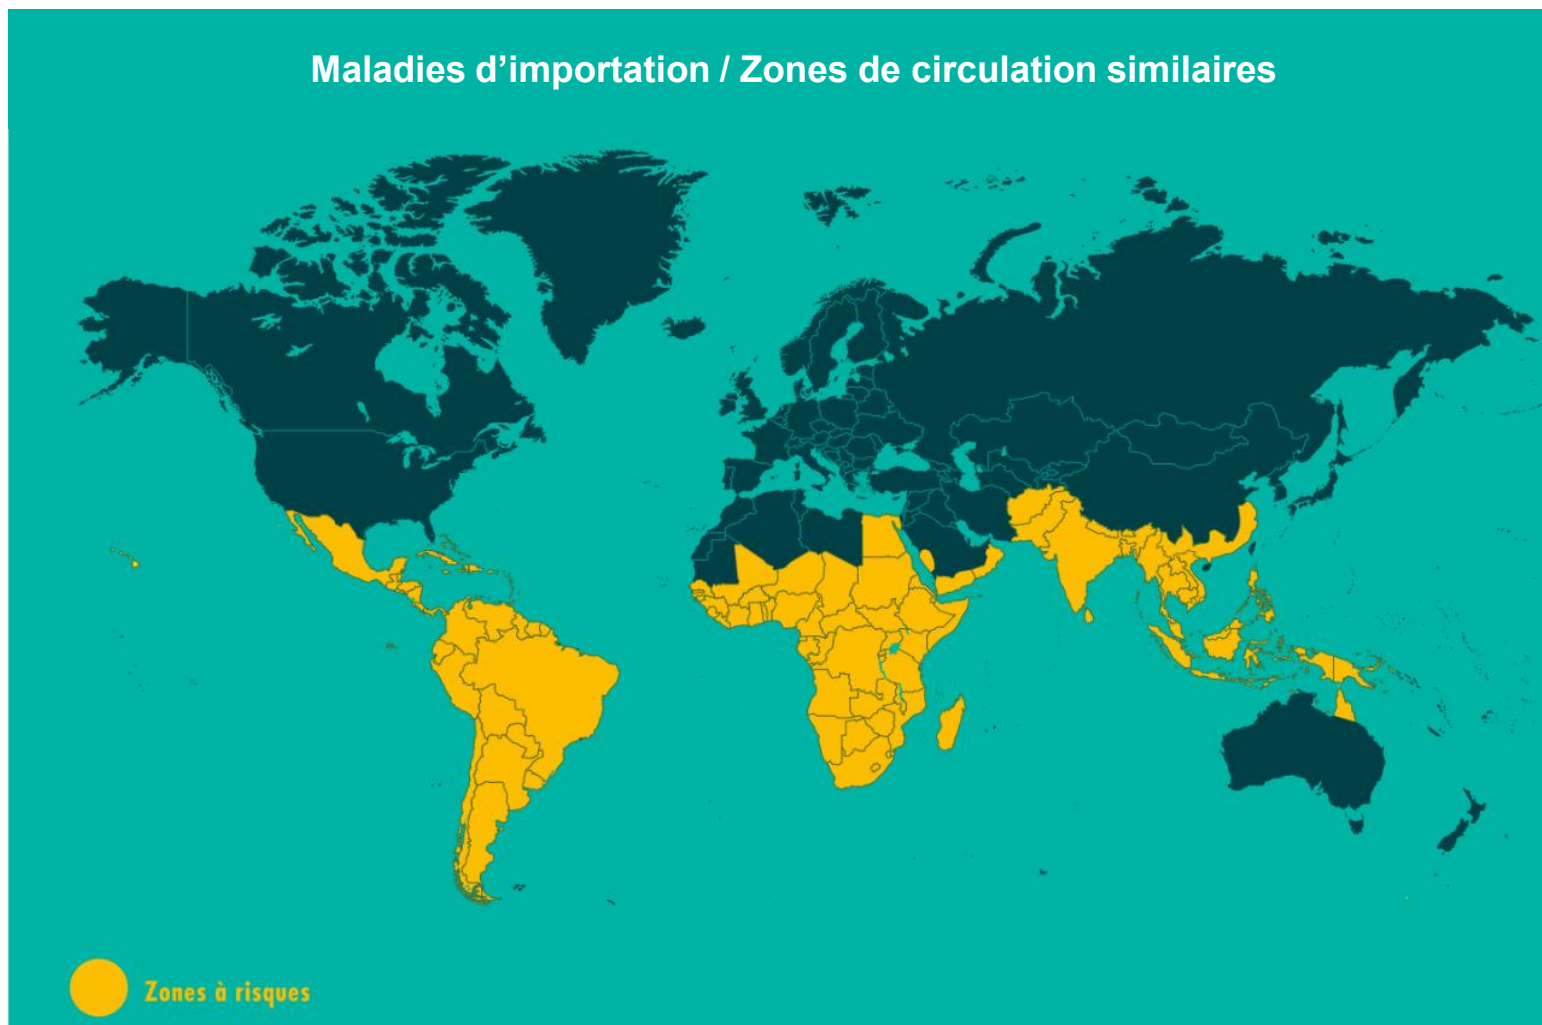 Maladies d’importation / Zones de circulation similaires
Zones à risques